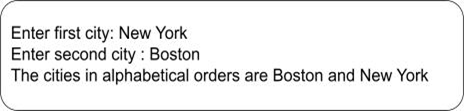 Enter first city: New York
Enter second city : Boston
The cities in alphabetical orders are Boston and New York